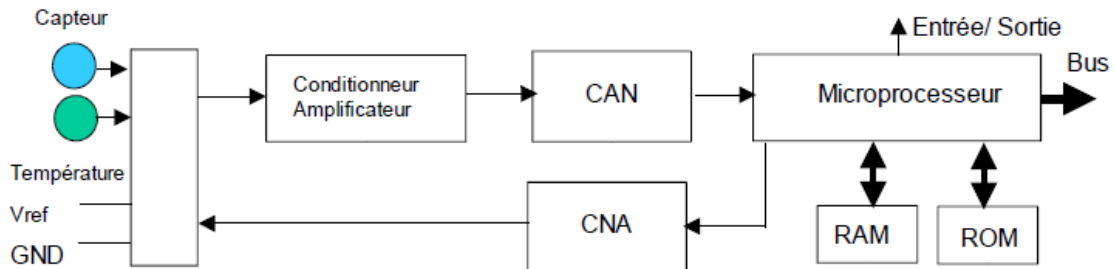 Capteur
Température
Vref
GND
Conditionneur
Amplificateur
CAN
Entrée/ Sortie
Microprocesseur
Bus
CNA
RAM
ROM